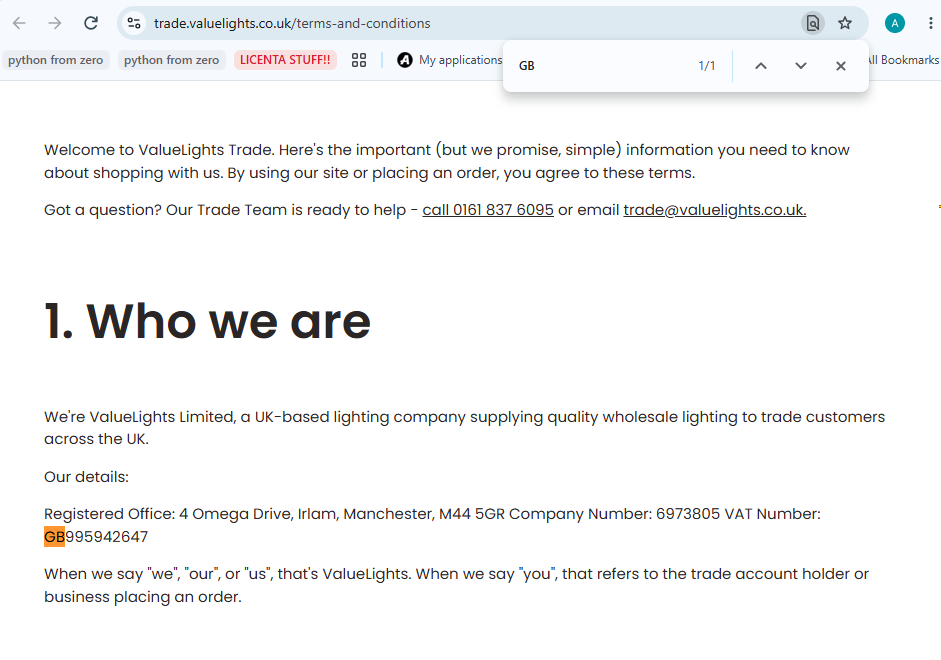 trade.valuelights.co.uk/terms-and-conditions
A
python from zero
python from zero
LICENTA STUFF!!
My applications
All Bookmarks
GB
1/1
Welcome to ValueLights Trade. Here's the important (but we promise, simple) information you need to know
about shopping with us. By using our site or placing an order, you agree to these terms.
Got a question? Our Trade Team is ready to help - call 0161 837 6095 or email trade@valuelights.co.uk.
1. Who we are
We're ValueLights Limited, a UK-based lighting company supplying quality wholesale lighting to trade customers
across the UK.
Our details:
Registered Office: 4 Omega Drive, Irlam, Manchester, M44 5GR Company Number: 6973805 VAT Number:
GB995942647
When we say "we", "our", or "us", that's ValueLights. When we say "you", that refers to the trade account holder or
business placing an order.